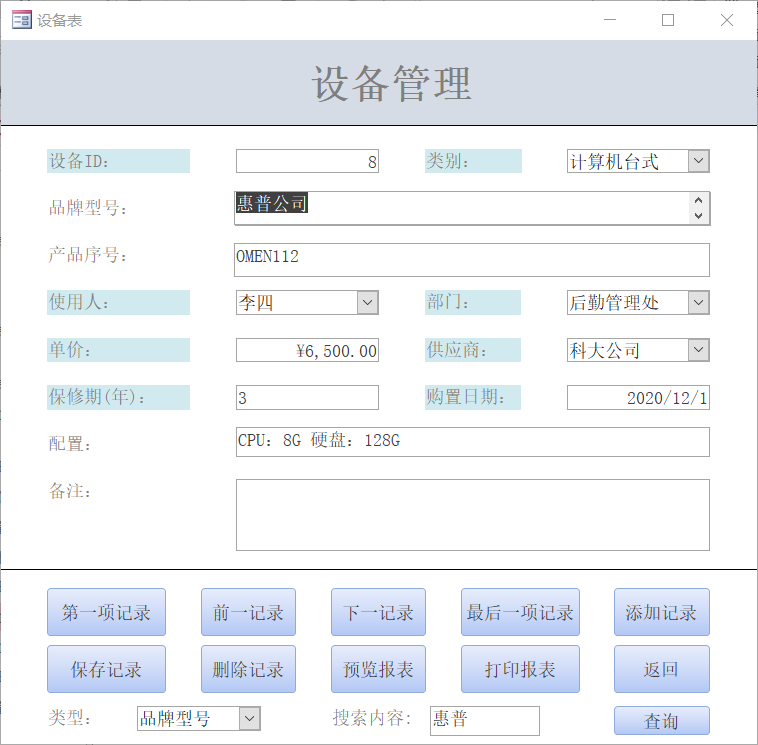 设备表
设备管理
设备ID: 8 类别: 计算机台式
品牌型号: 惠普公司
产品序号: OMEN112
使用人: 李四 部门: 后勤管理处
单价: ¥6,500.00 供应商: 科大公司
保修期(年): 3 购置日期: 2020/12/1
配置: CPU: 8G 硬盘: 128G
备注:
第一项记录 前一记录 下一记录 最后一项记录 添加记录
保存记录 删除记录 预览报表 打印报表 返回
类型: 品牌型号 搜索内容: 惠普 查询